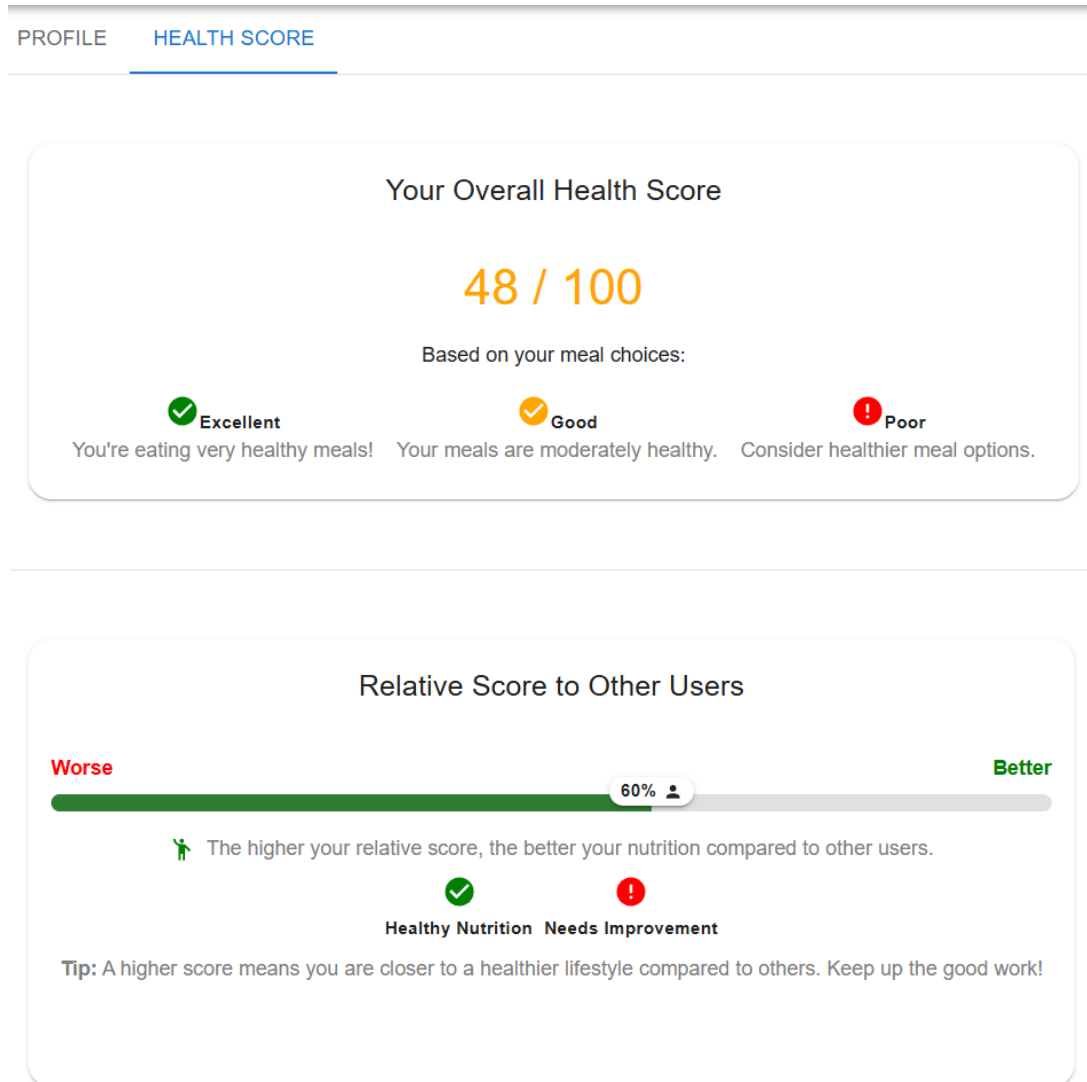 PROFILE HEALTH SCORE
Your Overall Health Score
48 / 100
Based on your meal choices:
Excellent Good Poor
You're eating very healthy meals! Your meals are moderately healthy. Consider healthier meal options.
Relative Score to Other Users
Worse Better
60%
The higher your relative score, the better your nutrition compared to other users.
Healthy Nutrition Needs Improvement
Tip: A higher score means you are closer to a healthier lifestyle compared to others. Keep up the good work!